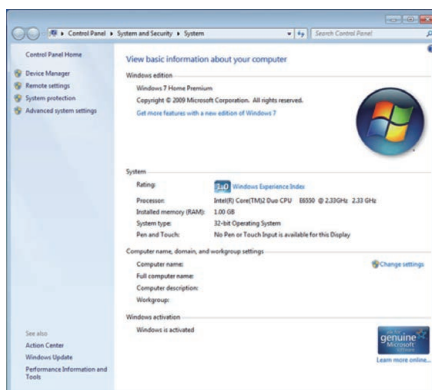 Control Panel ▸ System and Security ▸ System
Search Control Panel
Control Panel Home
Device Manager
Remote settings
System protection
Advanced system settings
View basic information about your computer
Windows edition
Windows 7 Home Premium
Copyright © 2009 Microsoft Corporation. All rights reserved.
Get more features with a new edition of Windows 7
System
Rating:
1.0 Windows Experience Index
Processor:
Intel(R) Core(TM)2 Duo CPU E6550 @ 2.33GHz 2.33 GHz
Installed memory (RAM):
1.00 GB
System type:
32-bit Operating System
Pen and Touch:
No Pen or Touch Input is available for this Display
Computer name, domain, and workgroup settings
Computer name:
Change settings
Full computer name:
Computer description:
Workgroup:
Windows activation
Windows is activated
genuine
Microsoft
Learn more online...
See also
Action Center
Windows Update
Performance Information and
Tools